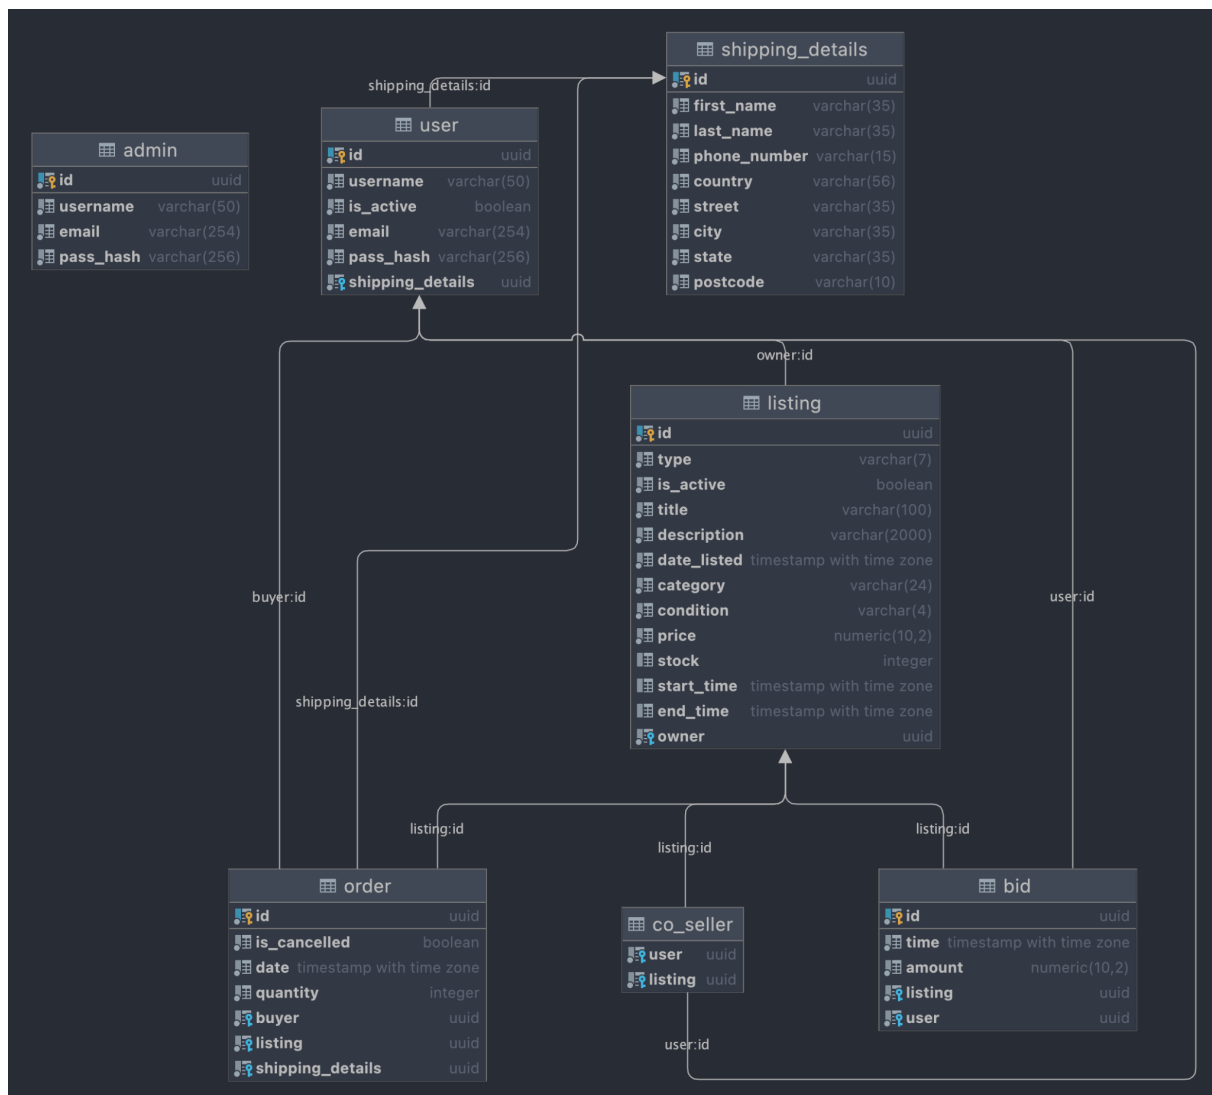 shipping_details
id uuid
first_name varchar(35)
last_name varchar(35)
phone_number varchar(15)
country varchar(56)
street varchar(35)
city varchar(35)
state varchar(35)
postcode varchar(10)
shipping_details:id
user
id uuid
username varchar(50)
is_active boolean
email varchar(254)
pass_hash varchar(256)
shipping_details uuid
admin
id uuid
username varchar(50)
email varchar(254)
pass_hash varchar(256)
owner:id
listing
id uuid
type varchar(7)
is_active boolean
title varchar(100)
description varchar(2000)
date_listed timestamp with time zone
category varchar(24)
condition varchar(4)
price numeric(10,2)
stock integer
start_time timestamp with time zone
end_time timestamp with time zone
owner uuid
buyer:id
user:id
shipping_details:id
listing:id
listing:id
listing:id
order
id uuid
is_cancelled boolean
date timestamp with time zone
quantity integer
buyer uuid
listing uuid
shipping_details uuid
co_seller
user uuid
listing uuid
user:id
bid
id uuid
time timestamp with time zone
amount numeric(10,2)
listing uuid
user uuid